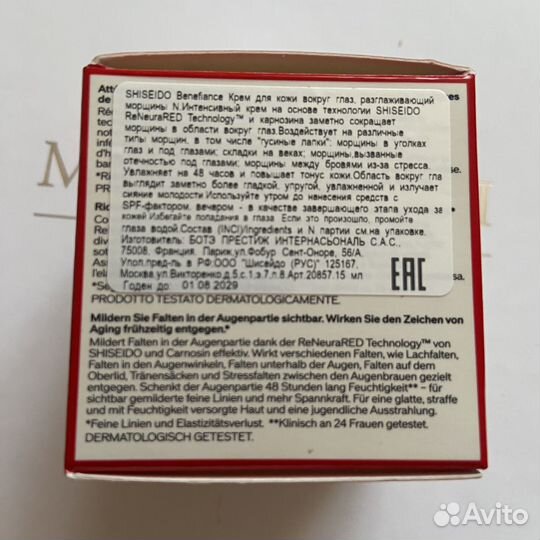 M
I
Atte
res
de
SHISEIDO Benefiance Крем для кожи вокруг глаз, разглаживающий
морщины N.Интенсивный крем на основе технологии SHISEIDO
ReNeuraRED Technology™ и карнозина заметно сокращает
морщины в области вокруг глаз.Воздействует на различные
типы морщин, в том числе "гусиные лапки": морщины в уголках
глаз и под глазами; складки на веках; морщины,вызванные
отечностью под глазами; морщины между бровями из-за стресса.
Увлажняет на 48 часов и повышает тонус кожи.Область вокруг глаз
выглядит заметно более гладкой, упругой, увлажненной и излучает
сияние молодости.Используйте утром до нанесения средств с
SPF-фактором, вечером - в качестве завершающего этапа ухода за
кожей.Избегайте попадания в глаза. Если это произошло, промойте
глаза водой.Состав (INCI)/Ingredients и N партии см.на упаковке.
Изготовитель: БОТЭ ПРЕСТИЖ ИНТЕРНАСЬОНАЛЬ С.А.С.,
75008, Франция, Париж,ул.Фобур Сент-Оноре, 56/А.
Упол.пред-ль в РФ:ООО "Шисейдо (РУС)" 125167,
Москва,ул.Викторенко д.5,с.1,э.7,п.8.Арт.20857.15 мл
Годен до: 01 08 2029
EAC
PRODOTTO TESTATO DERMATOLOGICAMENTE.
Mildern Sie Falten in der Augenpartie sichtbar. Wirken Sie den Zeichen von
Aging frühzeitig entgegen.*
Mildert Falten in der Augenpartie dank der ReNeuraRED Technology™ von
SHISEIDO und Carnosin effektiv. Wirkt verschiedenen Falten, wie Lachfalten,
Falten in den Augenwinkeln, Falten unterhalb der Augen, Falten auf dem
Oberlid, Tränensäcken und Stressfalten zwischen den Augenbrauen gezielt
entgegen. Schenkt der Augenpartie 48 Stunden lang Feuchtigkeit** – für
sichtbar gemilderte feine Linien und mehr Spannkraft. Für eine glatte, straffe
und mit Feuchtigkeit versorgte Haut und eine jugendliche Ausstrahlung.
*Feine Linien und Elastizitätsverlust. **Klinisch an 24 Frauen getestet.
DERMATOLOGISCH GETESTET.
Avito